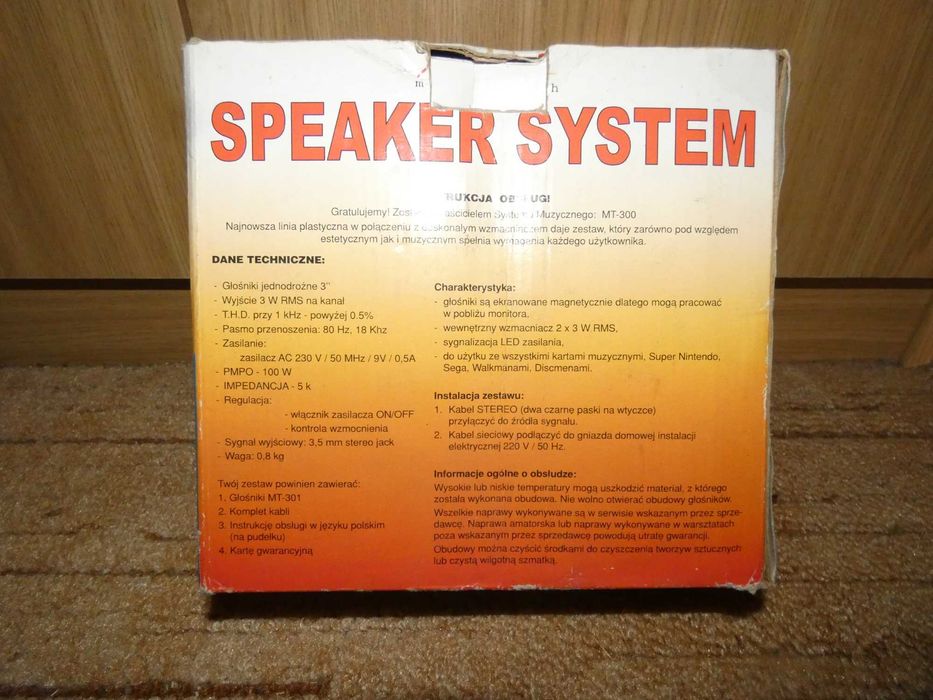 m h
SPEAKER SYSTEM
RUKCJA OB UGI
Gratulujemy! Zos aścicielem Systemu Muzycznego: MT-300
Najnowsza linia plastyczna w połączeniu z doskonałym wzmacniaczem daje zestaw, który zarówno pod względem
estetycznym jak i muzycznym spełnia wymagania każdego użytkownika.
DANE TECHNICZNE:
- Głośniki jednodrożne 3"
- Wyjście 3 W RMS na kanał
- T.H.D. przy 1 kHz - powyżej 0.5%
- Pasmo przenoszenia: 80 Hz, 18 Khz
- Zasilanie:
zasilacz AC 230 V / 50 MHz / 9V / 0,5A
- PMPO - 100 W
- IMPEDANCJA - 5 k
- Regulacja:
- włącznik zasilacza ON/OFF
- kontrola wzmocnienia
- Sygnał wyjściowy: 3,5 mm stereo jack
- Waga: 0,8 kg
Twój zestaw powinien zawierać:
1. Głośniki MT-301
2. Komplet kabli
3. Instrukcję obsługi w języku polskim
(na pudełku)
4. Kartę gwarancyjną
Charakterystyka:
- głośniki są ekranowane magnetycznie dlatego mogą pracować
w pobliżu monitora,
- wewnętrzny wzmacniacz 2 x 3 W RMS,
- sygnalizacja LED zasilania,
- do użytku ze wszystkimi kartami muzycznymi, Super Nintendo,
Sega, Walkmanami, Discmenami.
Instalacja zestawu:
1. Kabel STEREO (dwa czarne paski na wtyczce)
przyłączyć do źródła sygnału.
2. Kabel sieciowy podłączyć do gniazda domowej instalacji
elektrycznej 220 V / 50 Hz.
Informacje ogólne o obsłudze:
Wysokie lub niskie temperatury mogą uszkodzić materiał, z którego
została wykonana obudowa. Nie wolno otwierać obudowy głośników.
Wszelkie naprawy wykonywane są w serwisie wskazanym przez sprze-
dawcę. Naprawa amatorska lub naprawy wykonywane w warsztatach
poza wskazanym przez sprzedawcę powodują utratę gwarancji.
Obudowy można czyścić środkami do czyszczenia tworzyw sztucznych
lub czystą wilgotną szmatką.